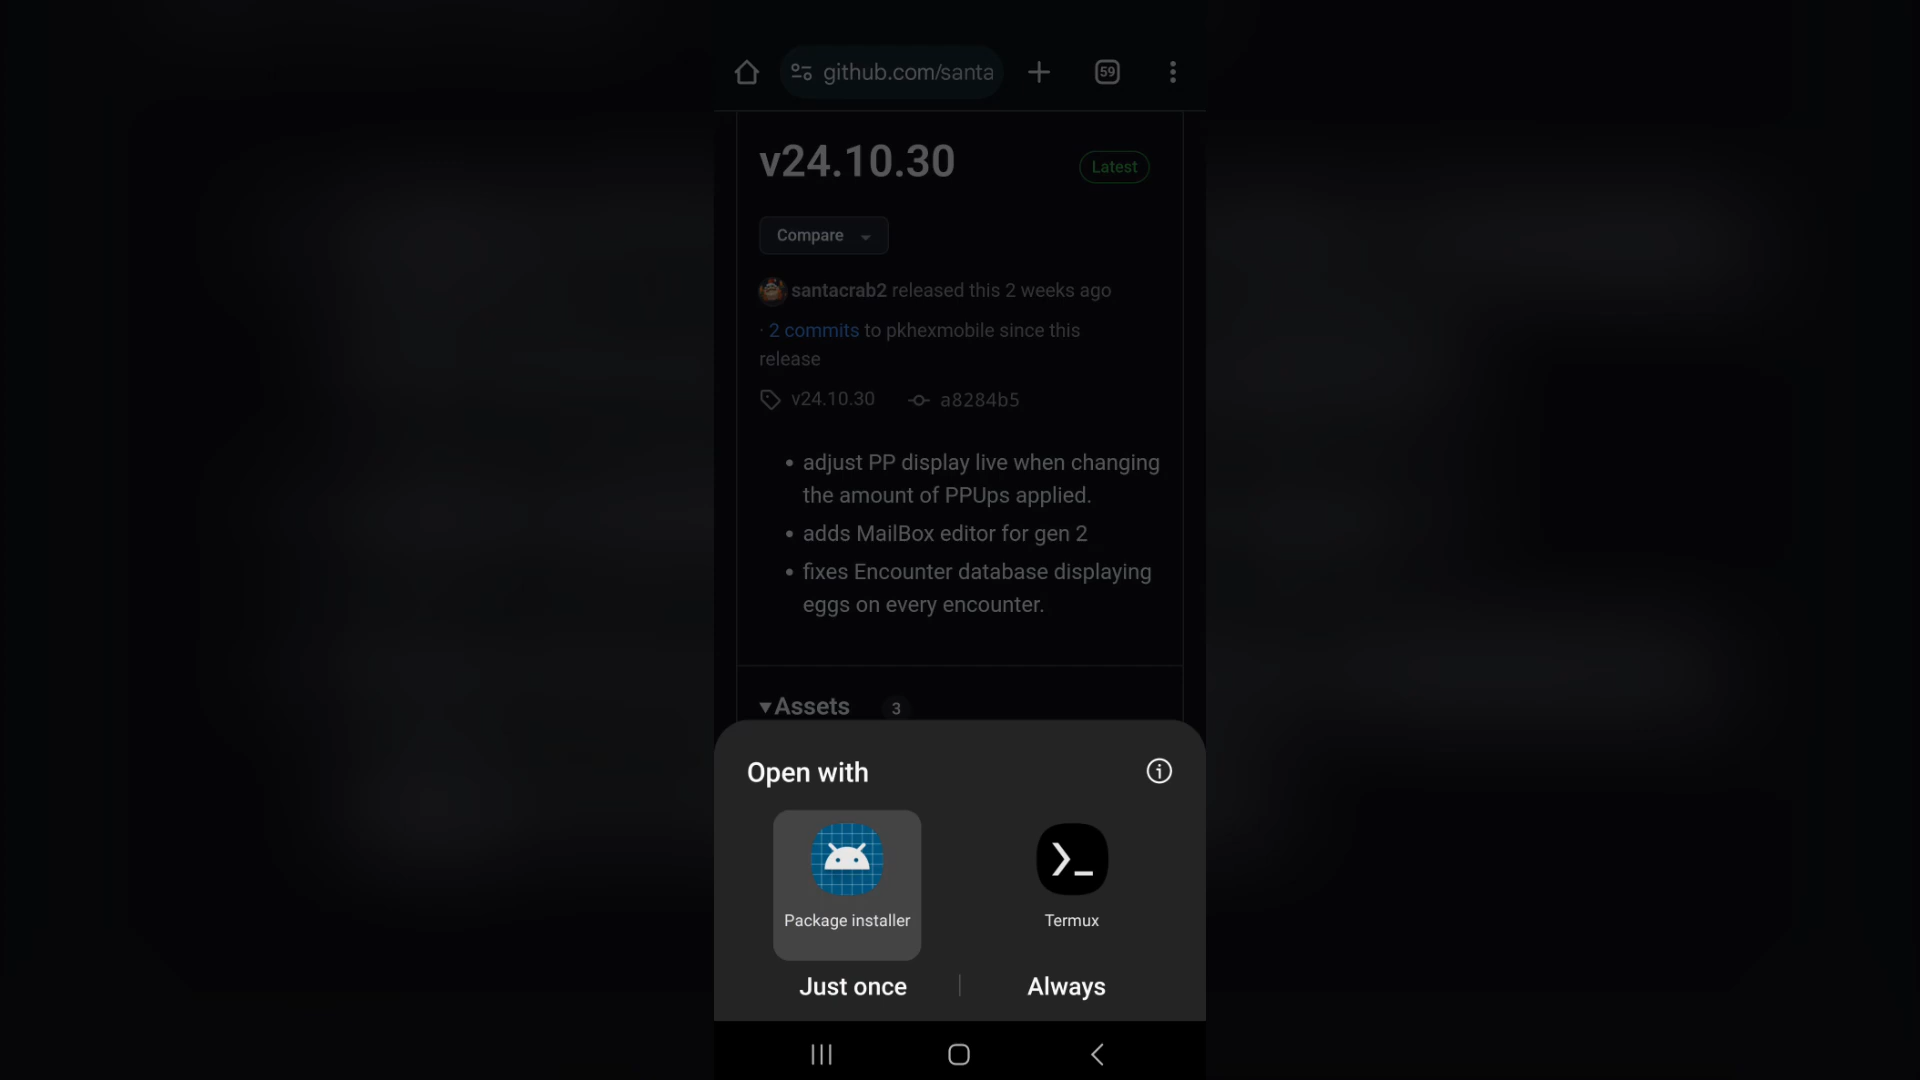 github.com/santa
59
v24.10.30
Latest
Compare
santacrab2 released this 2 weeks ago
· 2 commits to pkhexmobile since this
release
v24.10.30 a8284b5
• adjust PP display live when changing
the amount of PPUps applied.
• adds MailBox editor for gen 2
• fixes Encounter database displaying
eggs on every encounter.
▾Assets 3
Open with
Package installer
Termux
Just once
Always